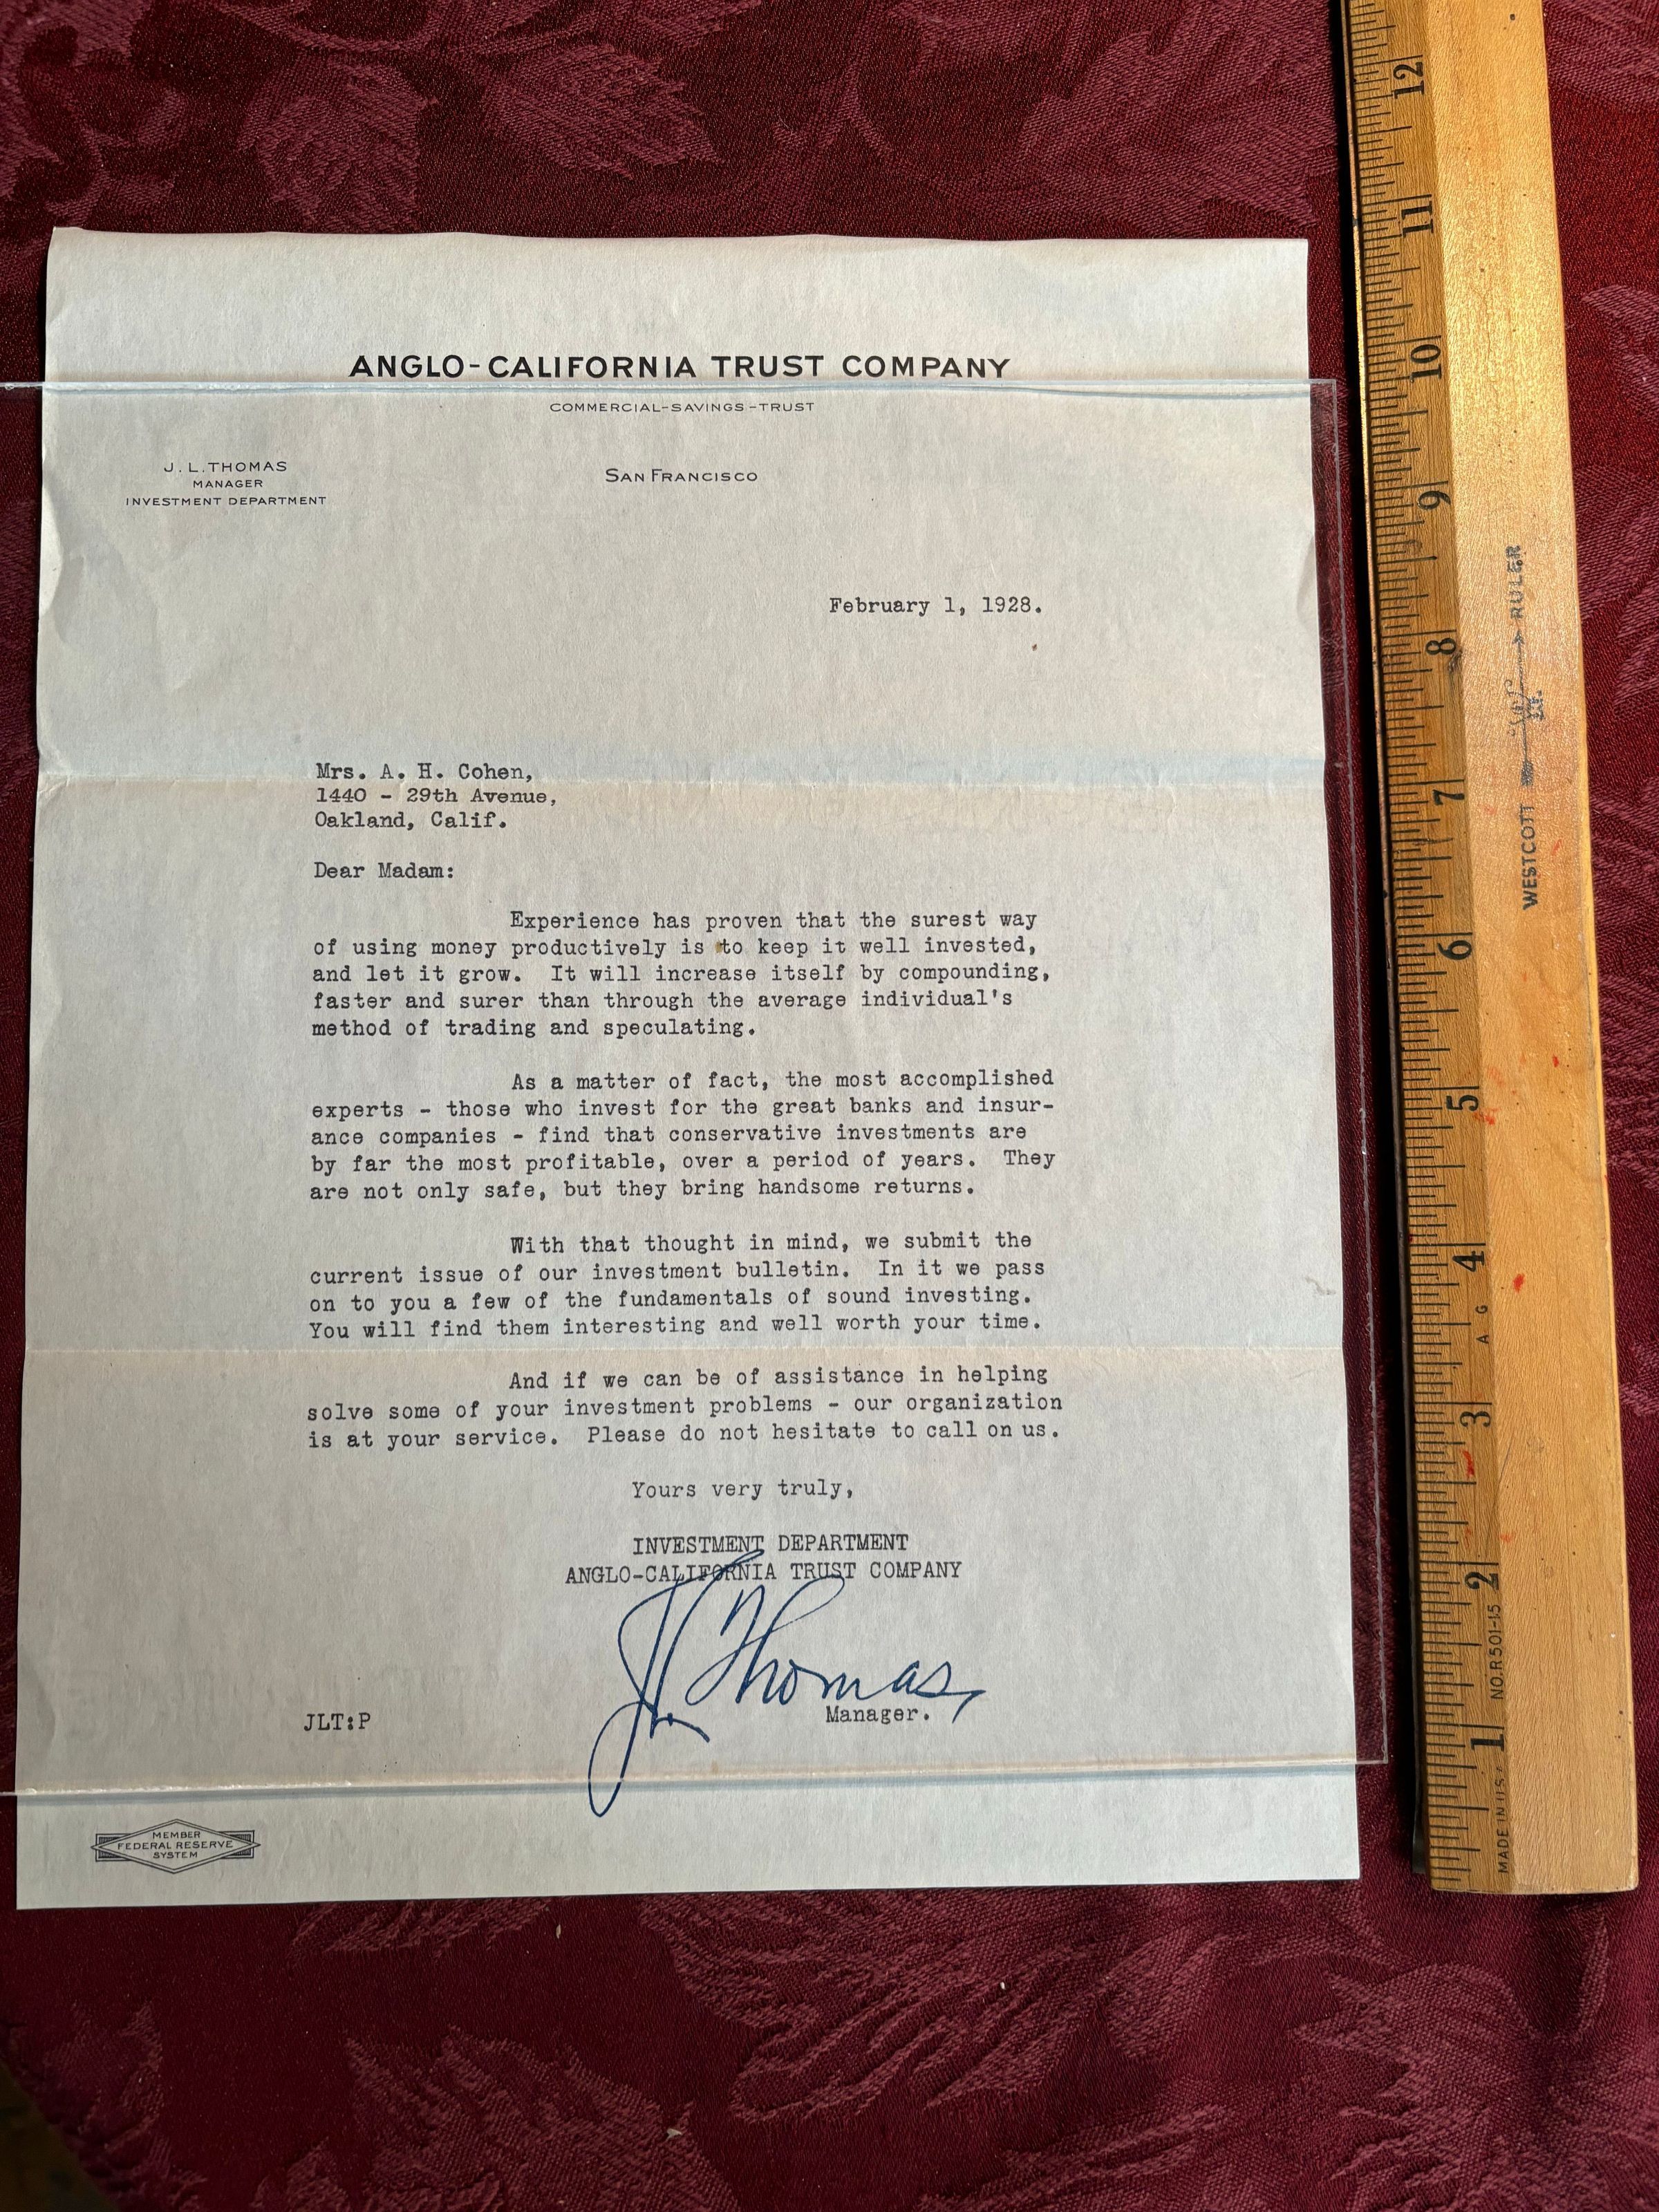 ANGLO-CALIFORNIA TRUST COMPANY
COMMERCIAL-SAVINGS-TRUST
J. L. THOMAS
MANAGER
INVESTMENT DEPARTMENT
SAN FRANCISCO
February 1, 1928.
Mrs. A. H. Cohen,
1440 - 29th Avenue,
Oakland, Calif.
Dear Madam:
Experience has proven that the surest way
of using money productively is to keep it well invested,
and let it grow. It will increase itself by compounding,
faster and surer than through the average individual's
method of trading and speculating.
As a matter of fact, the most accomplished
experts - those who invest for the great banks and insur-
ance companies - find that conservative investments are
by far the most profitable, over a period of years. They
are not only safe, but they bring handsome returns.
With that thought in mind, we submit the
current issue of our investment bulletin. In it we pass
on to you a few of the fundamentals of sound investing.
You will find them interesting and well worth your time.
And if we can be of assistance in helping
solve some of your investment problems - our organization
is at your service. Please do not hesitate to call on us.
Yours very truly,
INVESTMENT DEPARTMENT
ANGLO-CALIFORNIA TRUST COMPANY
JL Thomas
Manager.
JLT:P
MEMBER
FEDERAL RESERVE
SYSTEM
12
11
10
9
8
7
6
5
4
3
2
1
WESTCOTT RULER
A G
NO. R501-15
MADE IN U.S.A.